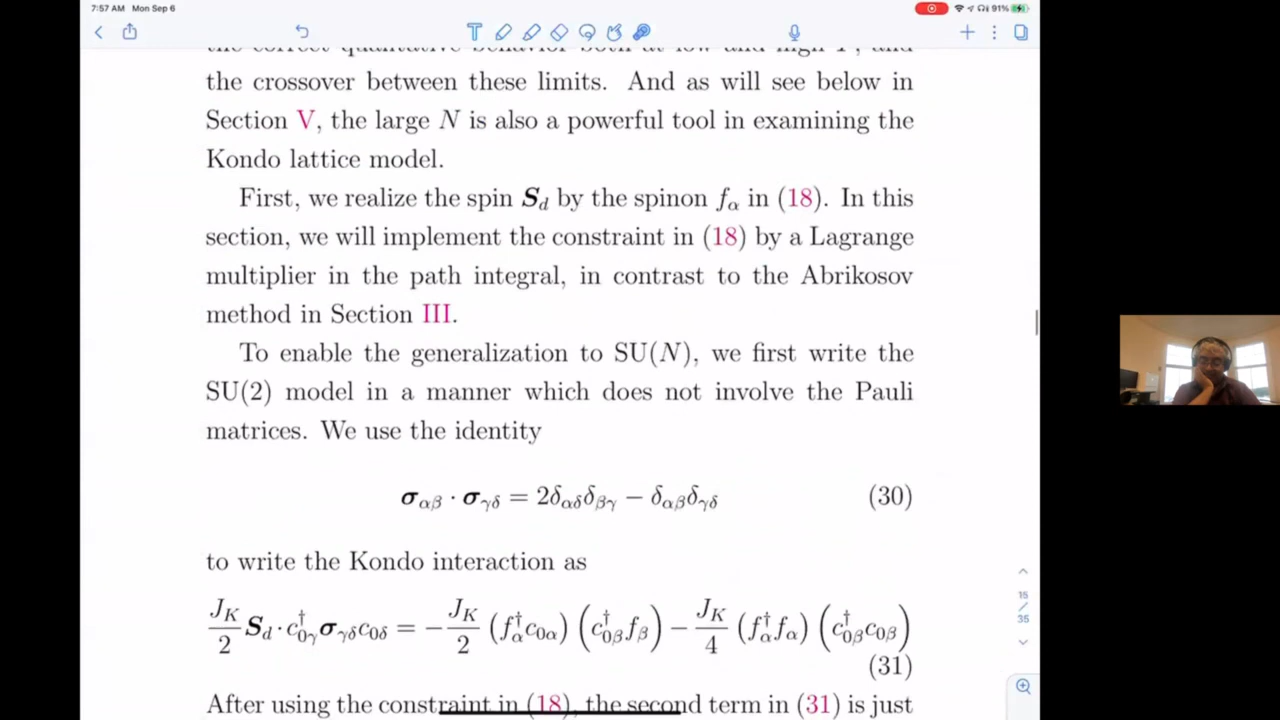 7:57 AM Mon Sep 6
91%
the crossover between these limits. And as will see below in
Section V, the large N is also a powerful tool in examining the
Kondo lattice model.
First, we realize the spin S_d by the spinon f_α in (18). In this
section, we will implement the constraint in (18) by a Lagrange
multiplier in the path integral, in contrast to the Abrikosov
method in Section III.
To enable the generalization to SU(N), we first write the
SU(2) model in a manner which does not involve the Pauli
matrices. We use the identity
σ_αβ · σ_γδ = 2δ_αδ δ_βγ − δ_αβ δ_γδ (30)
to write the Kondo interaction as
J_K/2 S_d · c†_0γ σ_γδ c_0δ = − J_K/2 (f†_α c_0α) (c†_0β f_β) − J_K/4 (f†_α f_α) (c†_0β c_0β)
(31)
After using the constraint in (18), the second term in (31) is just
15
/
35